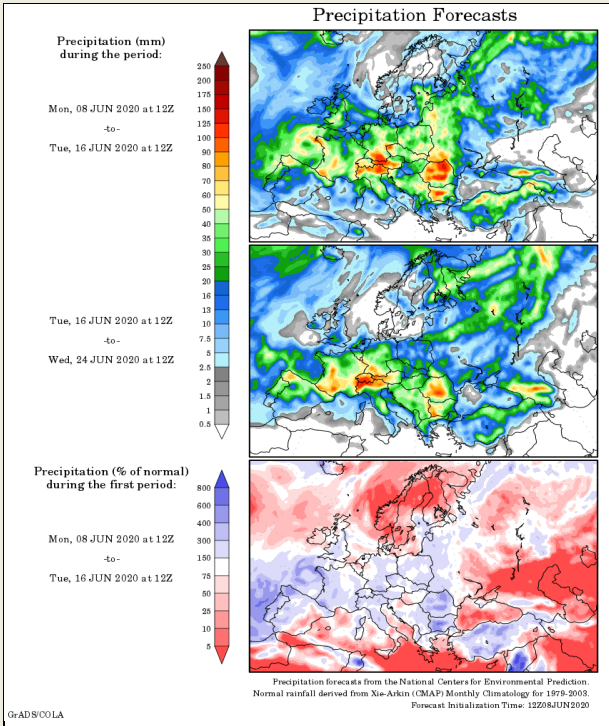 Precipitation Forecasts
Precipitation (mm)
during the period:
Mon, 08 JUN 2020 at 12Z
-to-
Tue, 16 JUN 2020 at 12Z
250
200
175
150
125
100
90
80
70
60
50
40
35
30
25
20
16
13
10
7.5
5
2.5
2
1.5
1
0.5
Tue, 16 JUN 2020 at 12Z
-to-
Wed, 24 JUN 2020 at 12Z
Precipitation (% of normal)
during the first period:
Mon, 08 JUN 2020 at 12Z
-to-
Tue, 16 JUN 2020 at 12Z
800
600
400
300
150
75
50
25
10
5
Precipitation forecasts from the National Centers for Environmental Prediction.
Normal rainfall derived from Xie-Arkin (CMAP) Monthly Climatology for 1979-2003.
Forecast Initialization Time: 12Z08JUN2020
GrADS/COLA